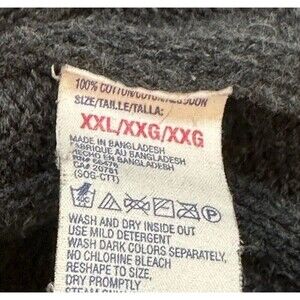 100% COTTON/COTON/ALGODON
SIZE/TAILLE/TALLA:
XXL/XXG/XXG
MADE IN BANGLADESH
FABRIQUE AU BANGLADESH
HECHO EN BANGLADESH
RN# 66476
CA# 20781
(SOG-CTT)
WASH AND DRY INSIDE OUT
USE MILD DETERGENT
WASH DARK COLORS SEPARATELY,
NO CHLORINE BLEACH
RESHAPE TO SIZE,
DRY PROMPTLY